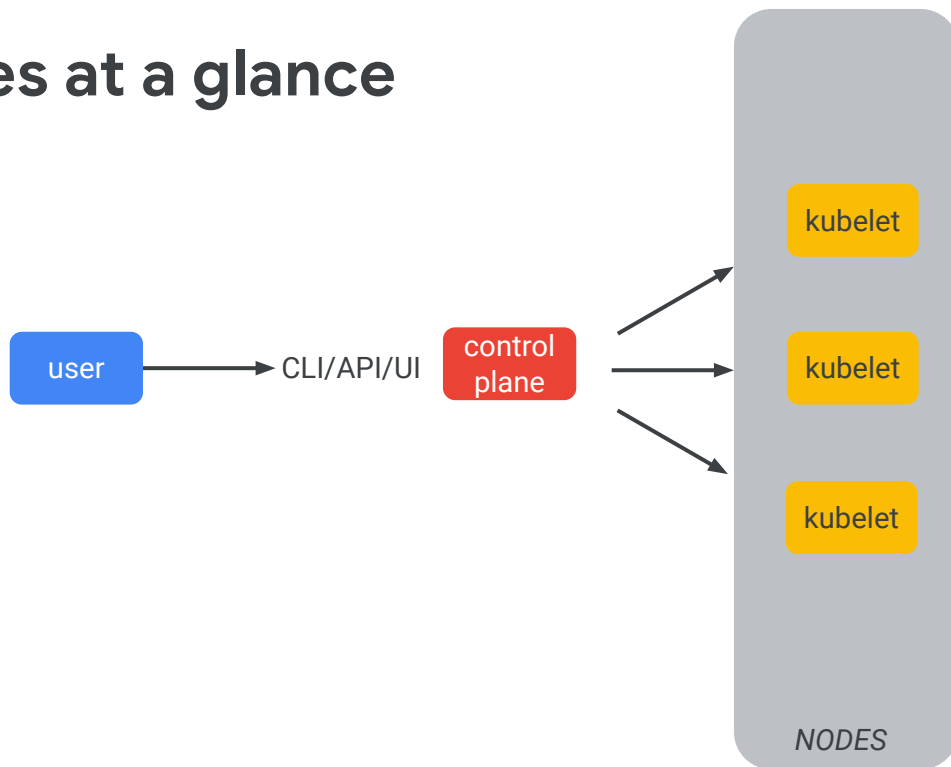 es at a glance
kubelet
user
CLI/API/UI
control
plane
kubelet
kubelet
NODES